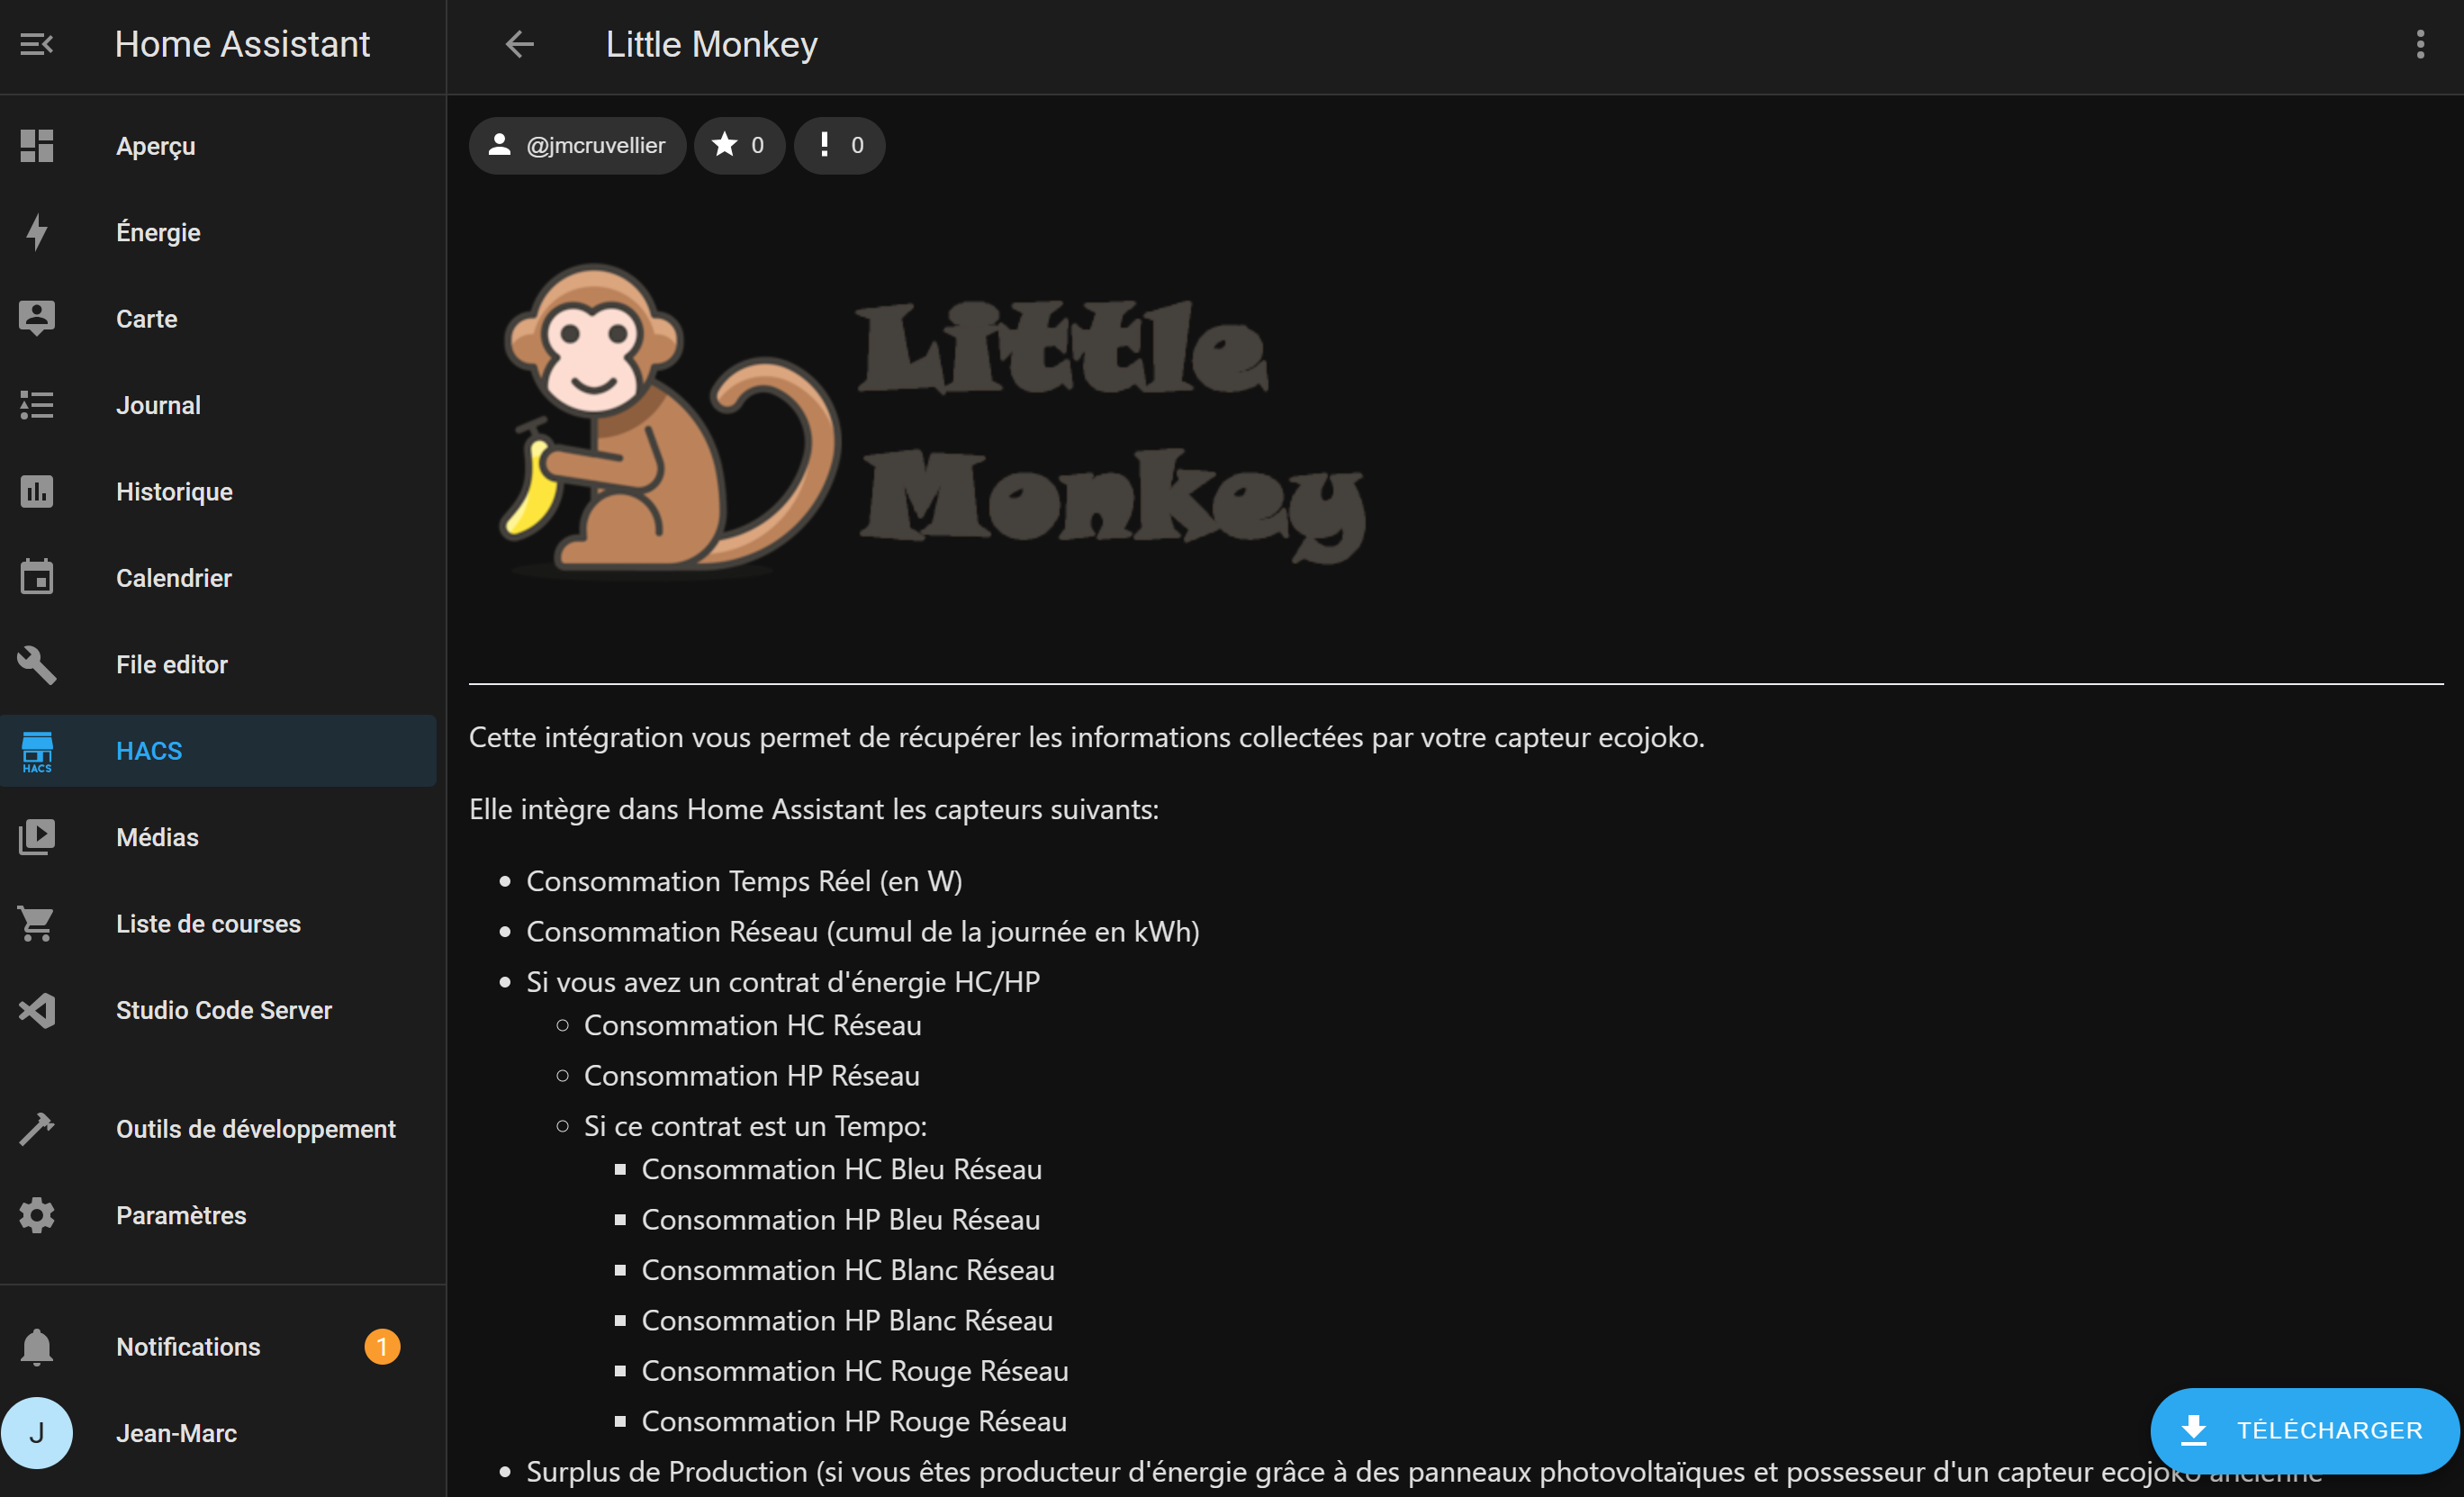 Home Assistant
Little Monkey
Aperçu
Énergie
Carte
Journal
Historique
Calendrier
File editor
HACS
HACS
Médias
Liste de courses
Studio Code Server
Outils de développement
Paramètres
Notifications
1
J
Jean-Marc
@jmcruvellier
0
0
Little
Monkey
Cette intégration vous permet de récupérer les informations collectées par votre capteur ecojoko.
Elle intègre dans Home Assistant les capteurs suivants:
Consommation Temps Réel (en W)
Consommation Réseau (cumul de la journée en kWh)
Si vous avez un contrat d'énergie HC/HP
Consommation HC Réseau
Consommation HP Réseau
Si ce contrat est un Tempo:
Consommation HC Bleu Réseau
Consommation HP Bleu Réseau
Consommation HC Blanc Réseau
Consommation HP Blanc Réseau
Consommation HC Rouge Réseau
Consommation HP Rouge Réseau
Surplus de Production (si vous êtes producteur d'énergie grâce à des panneaux photovoltaïques et possesseur d'un capteur ecojoko ancienne
TÉLÉCHARGER